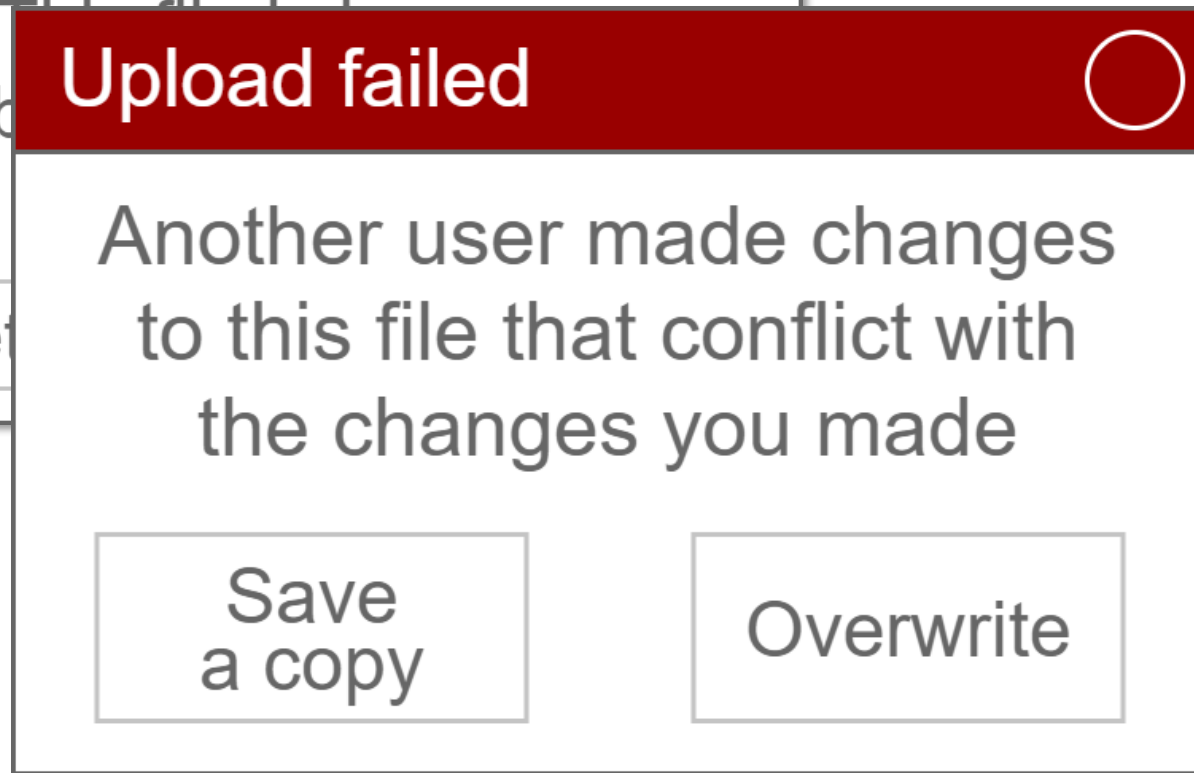 Upload failed
Another user made changes
to this file that conflict with
the changes you made
Save
a copy
Overwrite